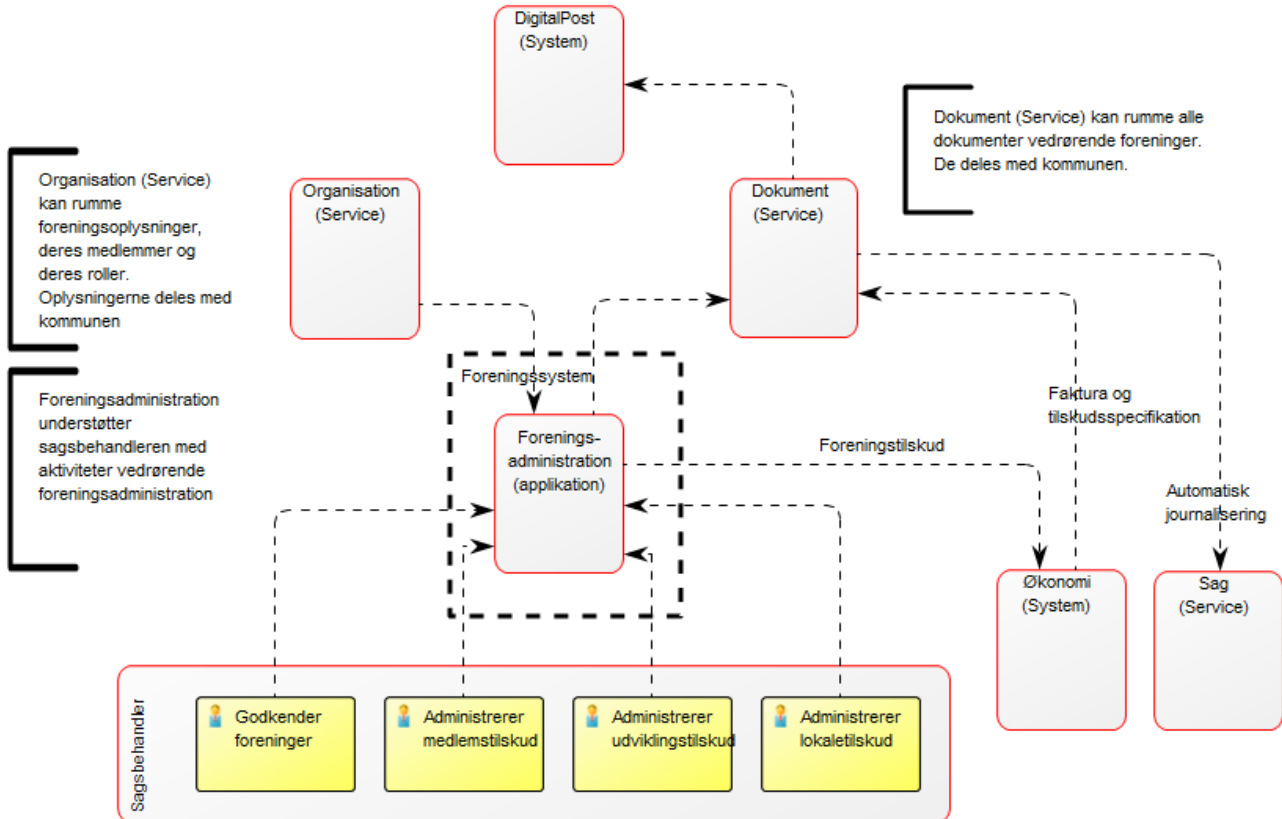 DigitalPost
(System)
Dokument (Service) kan rumme alle
dokumenter vedrørende foreninger.
De deles med kommunen.
Organisation (Service)
kan rumme
foreningsoplysninger,
deres medlemmer og
deres roller.
Oplysningerne deles med
kommunen
Organisation
(Service)
Dokument
(Service)
Foreningsadministration
understøtter
sagsbehandleren med
aktiviteter vedrørende
foreningsadministration
Foreningssystem
Forenings-
administration
(applikation)
Foreningstilskud
Faktura og
tilskudsspecifikation
Automatisk
journalisering
Økonomi
(System)
Sag
(Service)
Sagsbehandler
Godkender
foreninger
Administrerer
medlemstilskud
Administrerer
udviklingstilskud
Administrerer
lokaletilskud